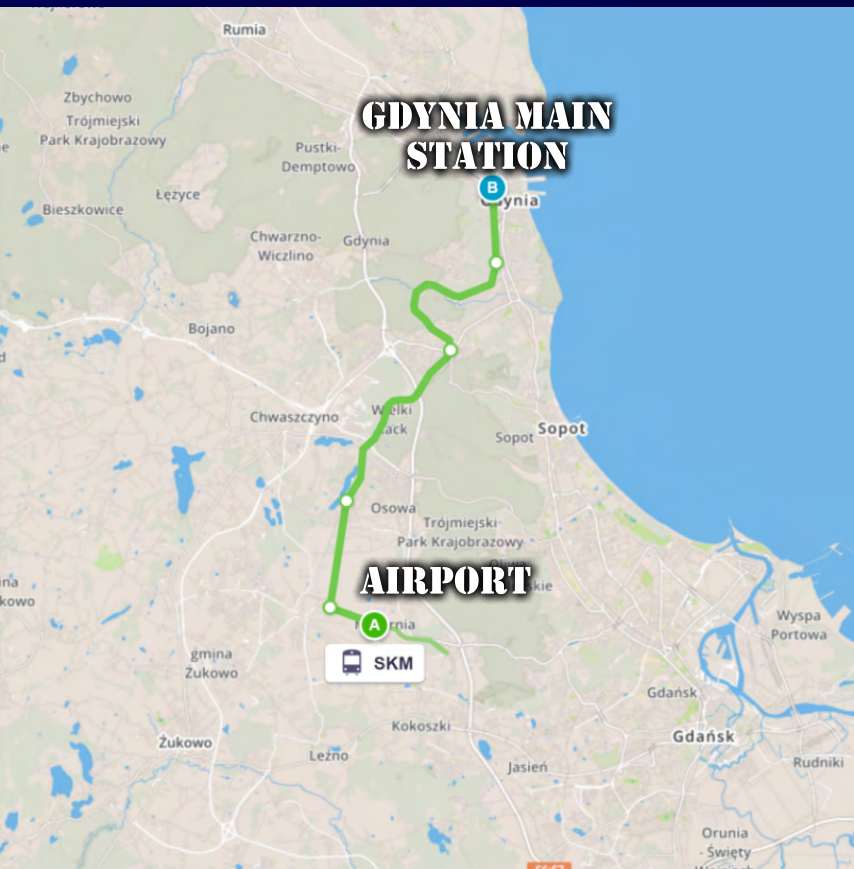 Rumia
Zbychowo
Trójmiejski
Park Krajobrazowy
GDYNIA MAIN
STATION
Pustki-
Demptowo
Łężyce
B
Bieszkowice
Chwarzno-
Wiczlino
Gdynia
Bojano
Chwaszczyno
Wielki
Kack
Sopot
Sopot
Osowa
Trójmiejski
Park Krajobrazowy
AIRPORT
A
SKM
gmina
Żukowo
Wyspa
Portowa
Gdańsk
Kokoszki
Gdańsk
Żukowo
Leźno
Jasień
Rudniki
Orunia
- Święty